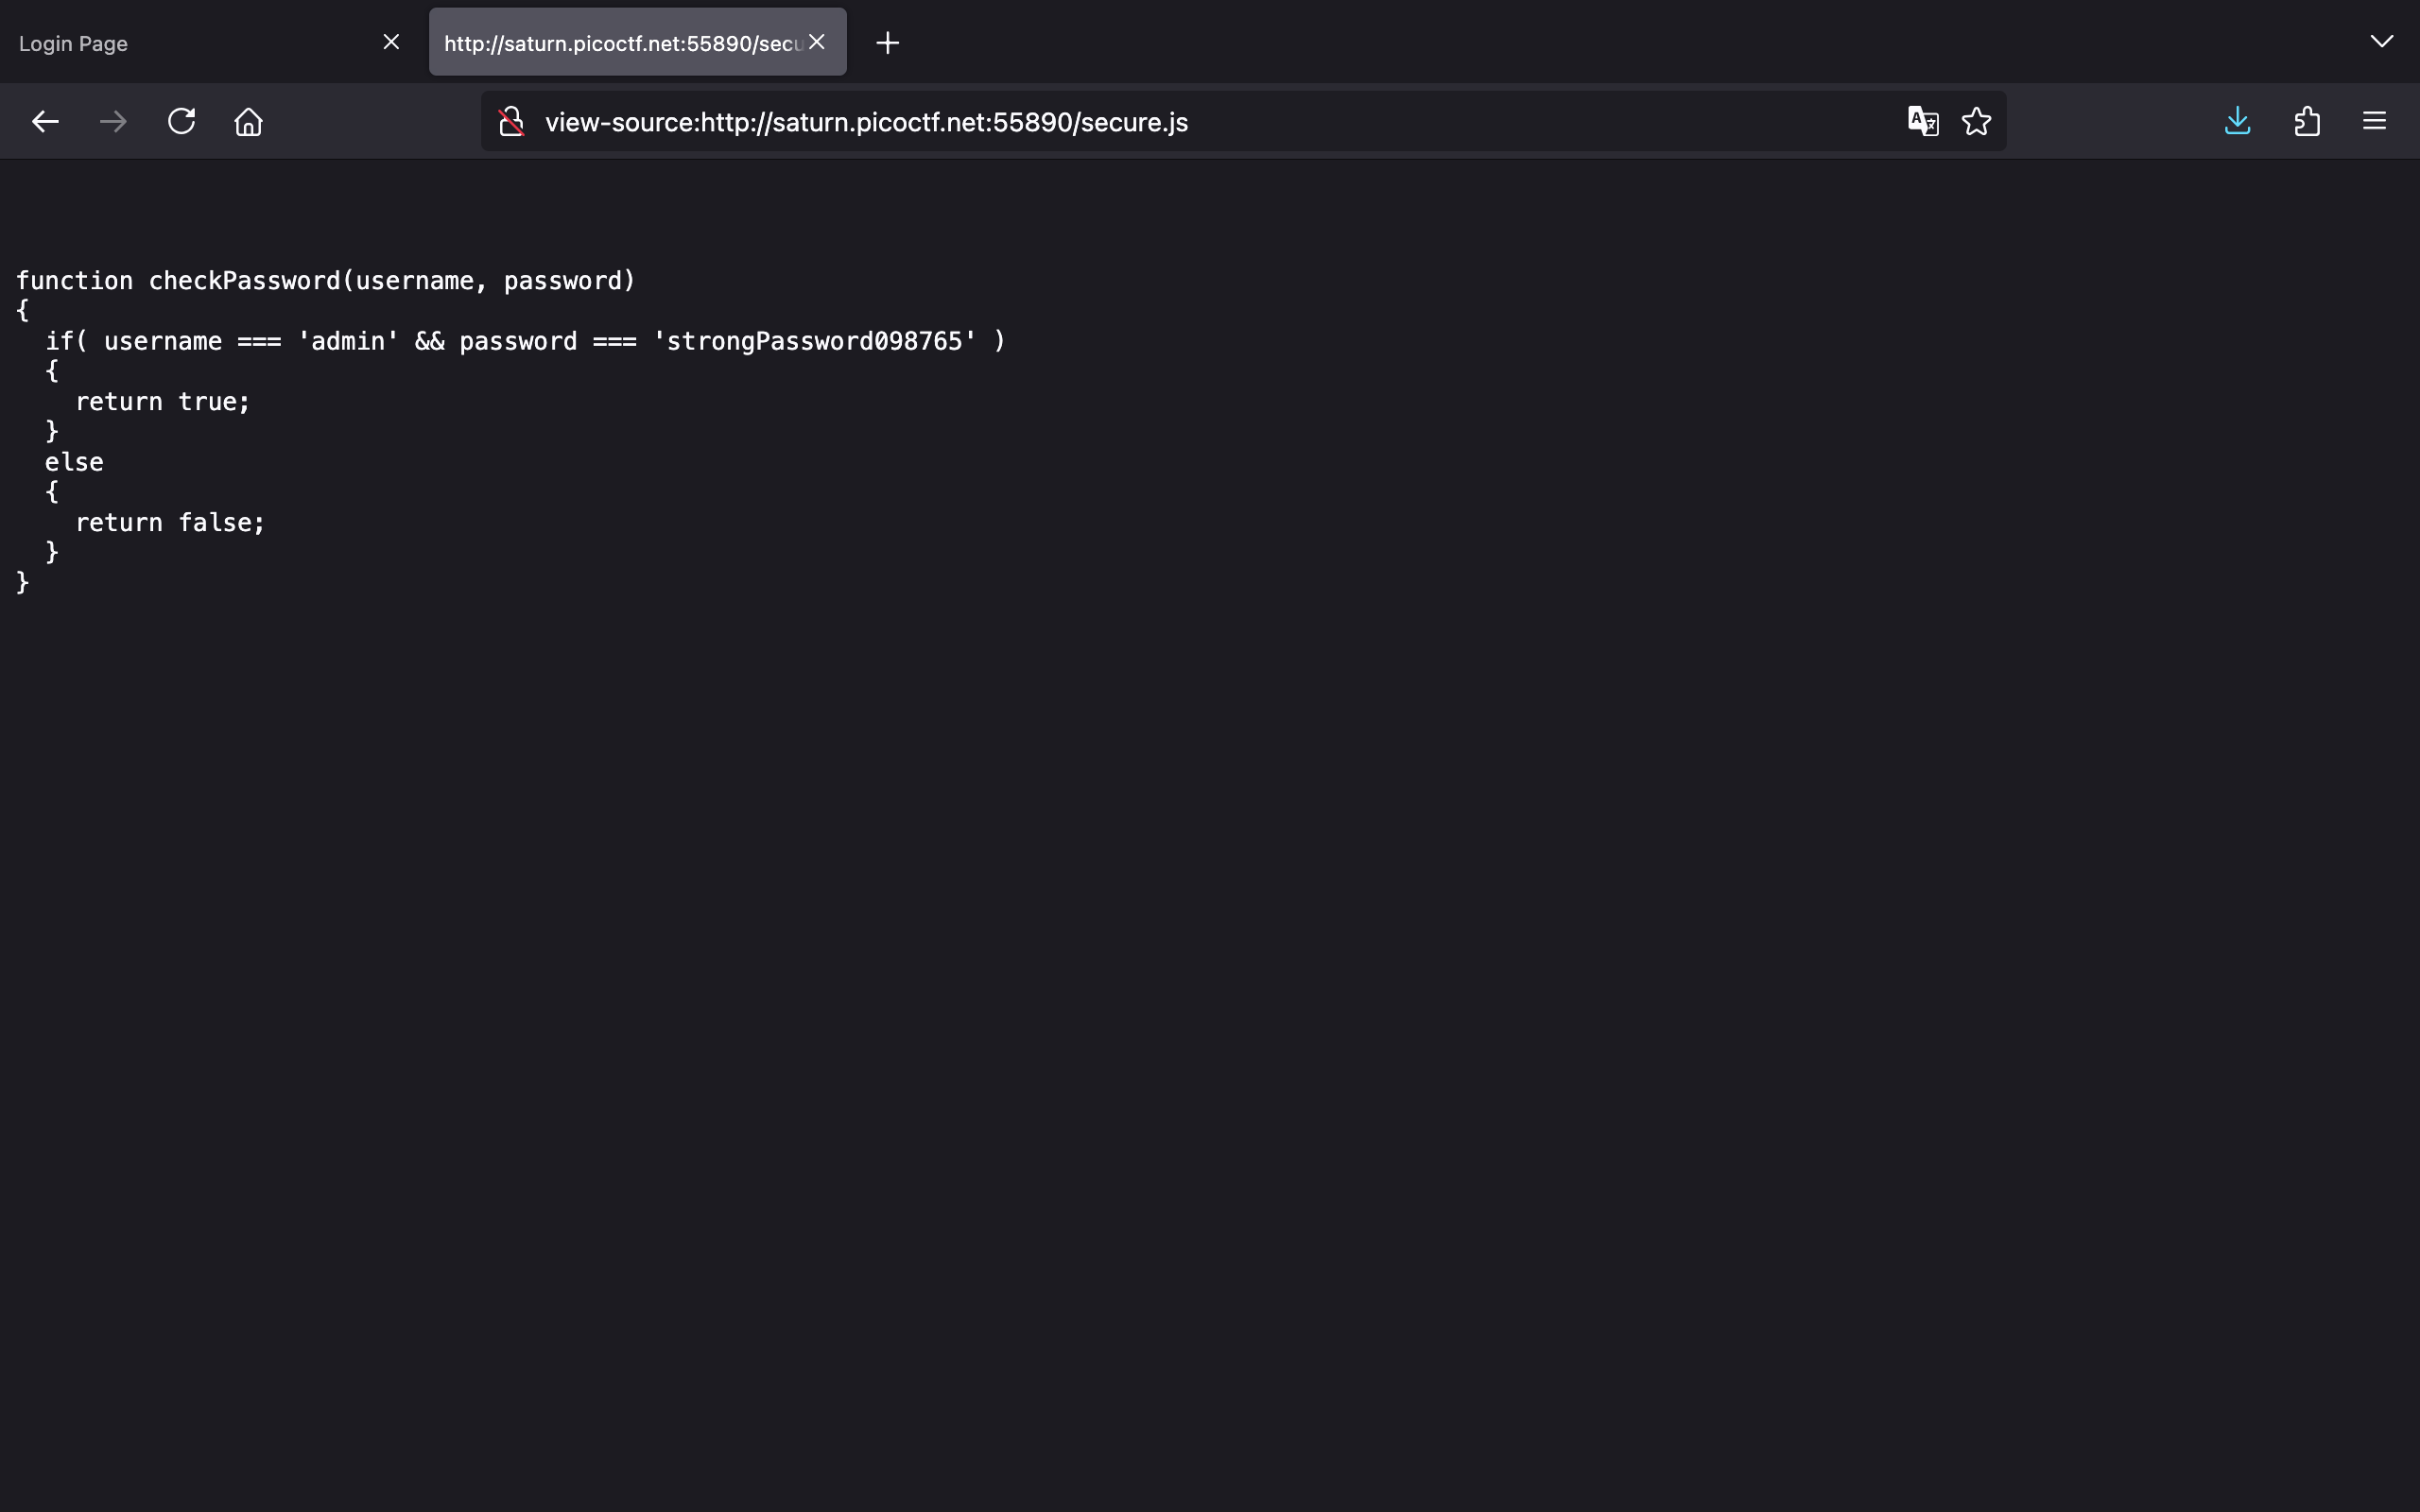 Login Page
http://saturn.picoctf.net:55890/secu
view-source:http://saturn.picoctf.net:55890/secure.js
function checkPassword(username, password)
{
  if( username === 'admin' && password === 'strongPassword098765' )
  {
    return true;
  }
  else
  {
    return false;
  }
}